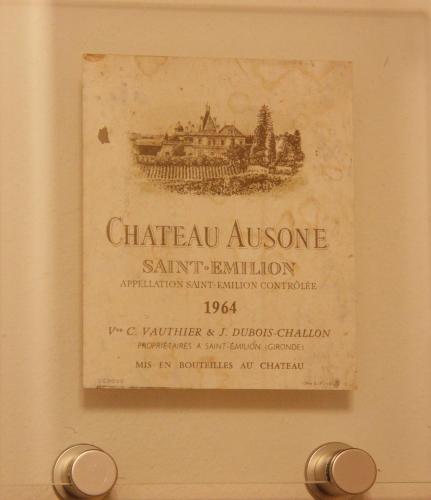 CHATEAU AUSONE
SAINT-EMILION
APPELLATION SAINT-EMILION CONTRÔLÉE
1964
Vve C. VAUTHIER & J. DUBOIS-CHALLON
PROPRIÉTAIRES A SAINT-ÉMILION (GIRONDE)
MIS EN BOUTEILLES AU CHATEAU